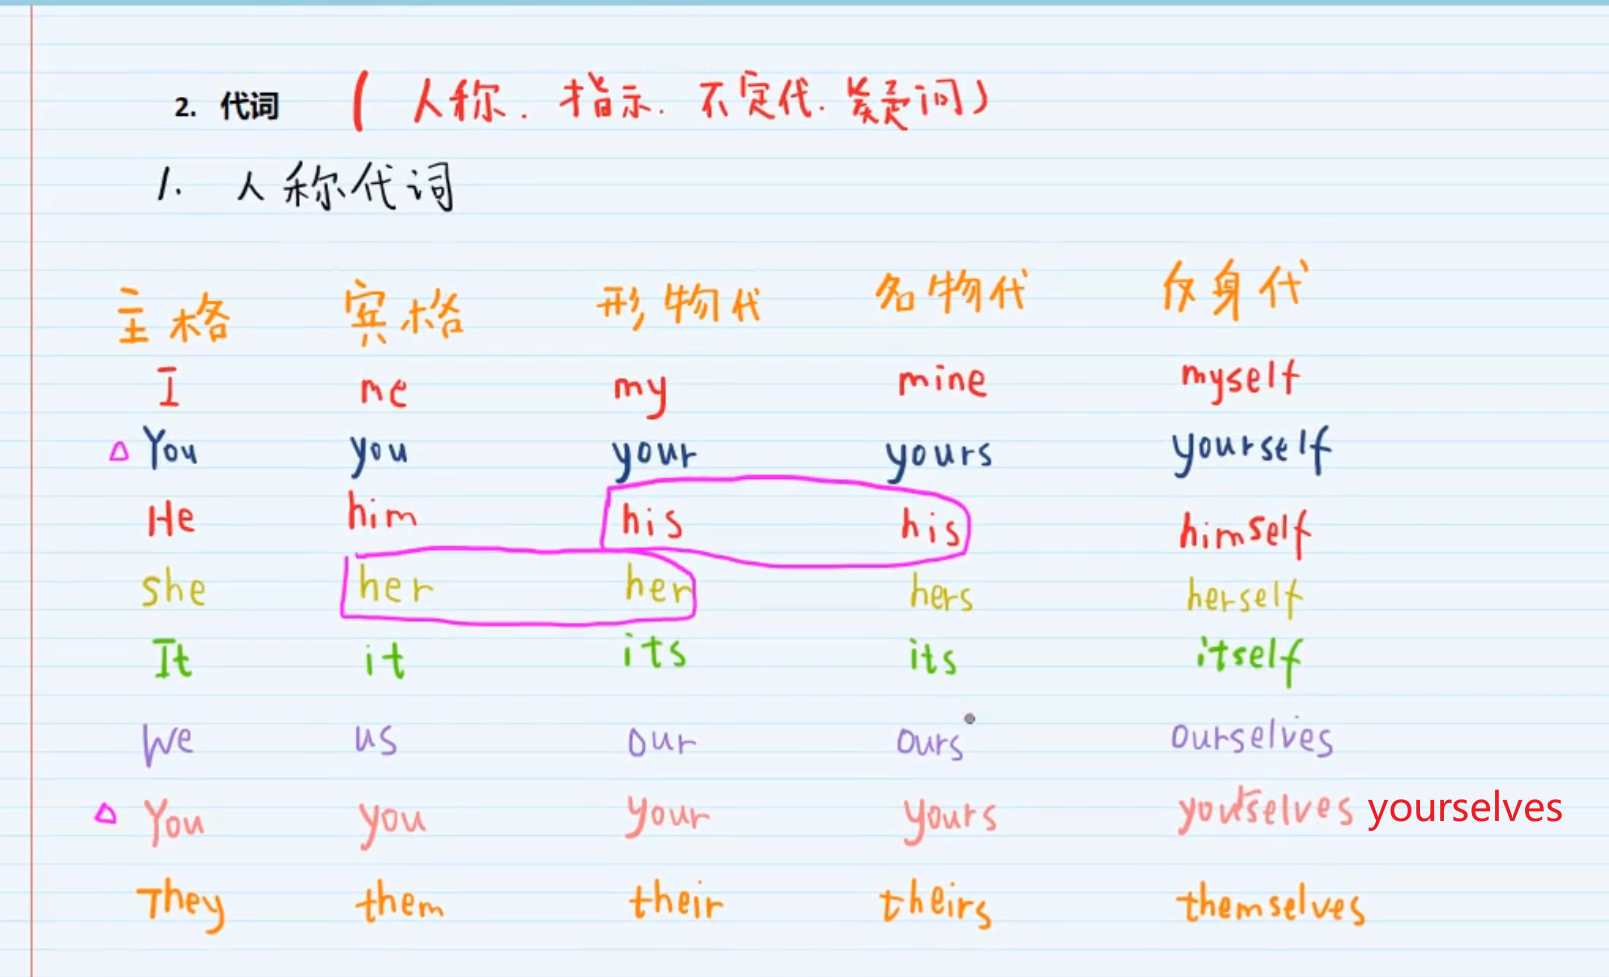 2. 代词 ( 人称. 指示. 不定代. 疑问)
1. 人称代词
主格 宾格 形物代 名物代 反身代
I me my mine myself
You you your yours yourself
He him his his himself
she her her hers herself
It it its its itself
We us our ours ourselves
You you your yours yourselves yourselves
They them their theirs themselves